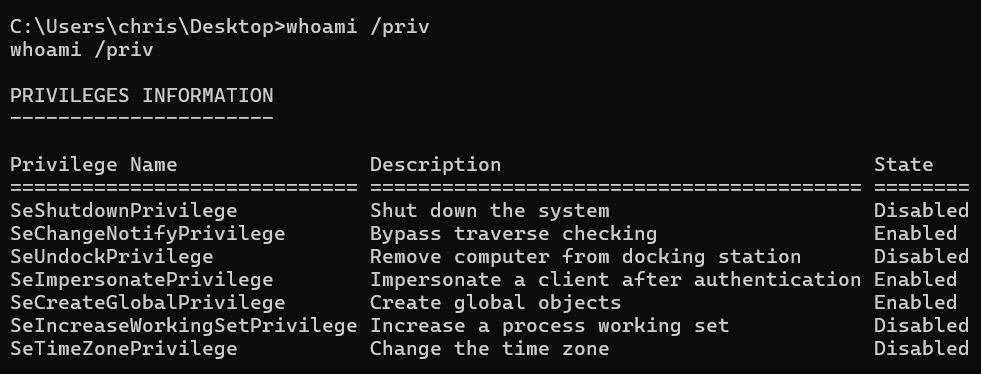 C:\Users\chris\Desktop>whoami /priv
whoami /priv
PRIVILEGES INFORMATION
----------------------
Privilege Name                Description                               State
============================= ========================================= ========
SeShutdownPrivilege           Shut down the system                      Disabled
SeChangeNotifyPrivilege       Bypass traverse checking                  Enabled
SeUndockPrivilege             Remove computer from docking station      Disabled
SeImpersonatePrivilege        Impersonate a client after authentication Enabled
SeCreateGlobalPrivilege       Create global objects                     Enabled
SeIncreaseWorkingSetPrivilege Increase a process working set            Disabled
SeTimeZonePrivilege           Change the time zone                      Disabled